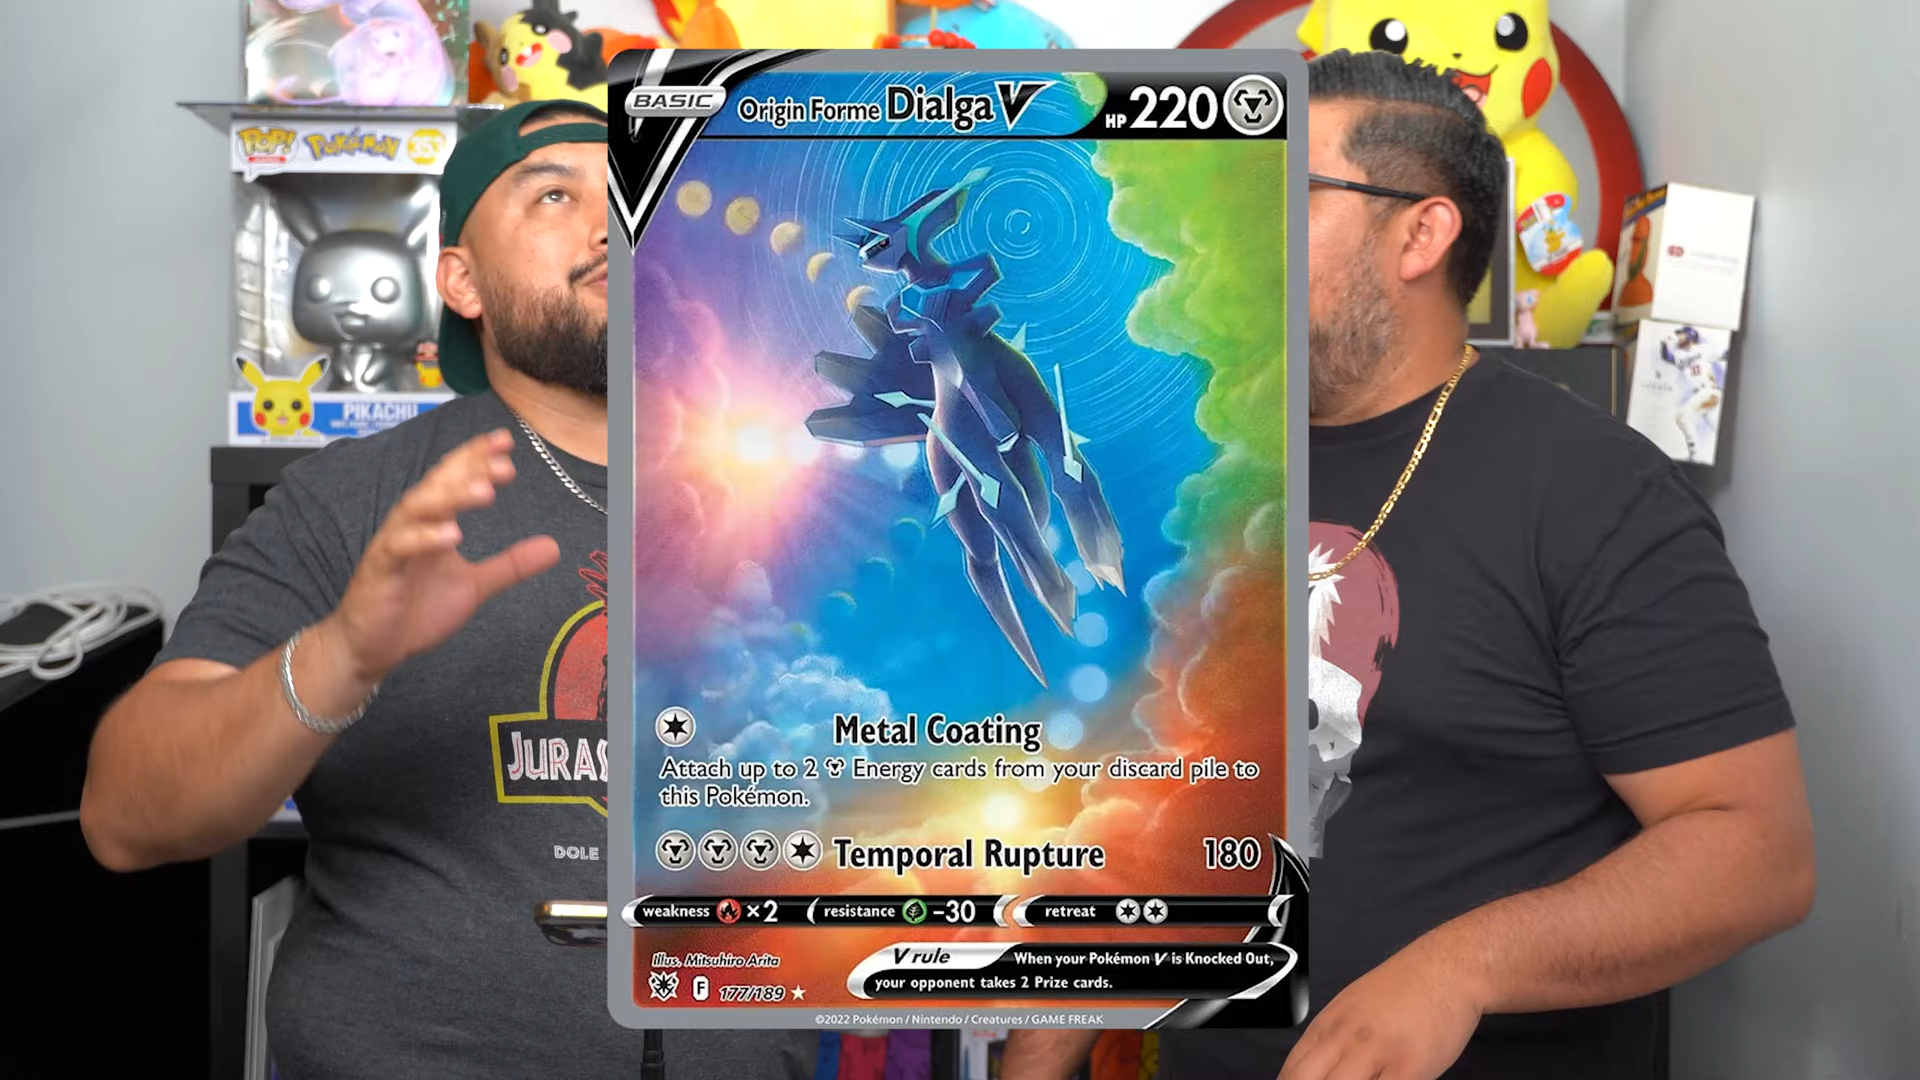 POP!
POKéMON
353
PIKACHU
JURAS
DOLE
BASIC
Origin Forme Dialga V
HP 220
Metal Coating
Attach up to 2 Energy cards from your discard pile to
this Pokémon.
Temporal Rupture 180
weakness ×2 resistance -30 retreat
Illus. Mitsuhiro Arita
V rule When your Pokémon V is Knocked Out,
your opponent takes 2 Prize cards.
F 177/189
©2022 Pokémon / Nintendo / Creatures / GAME FREAK